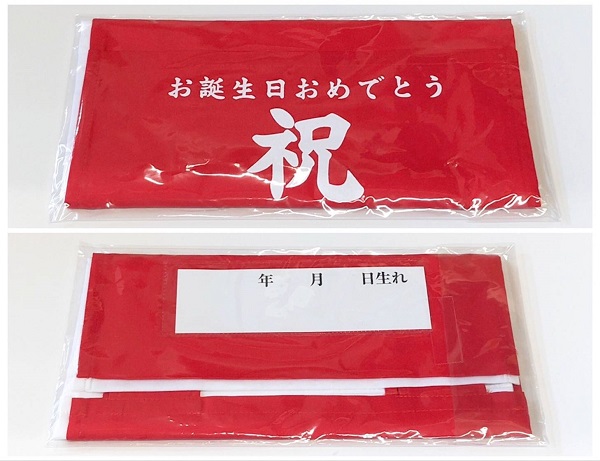 お誕生日おめでとう
祝
年 月 日生れ